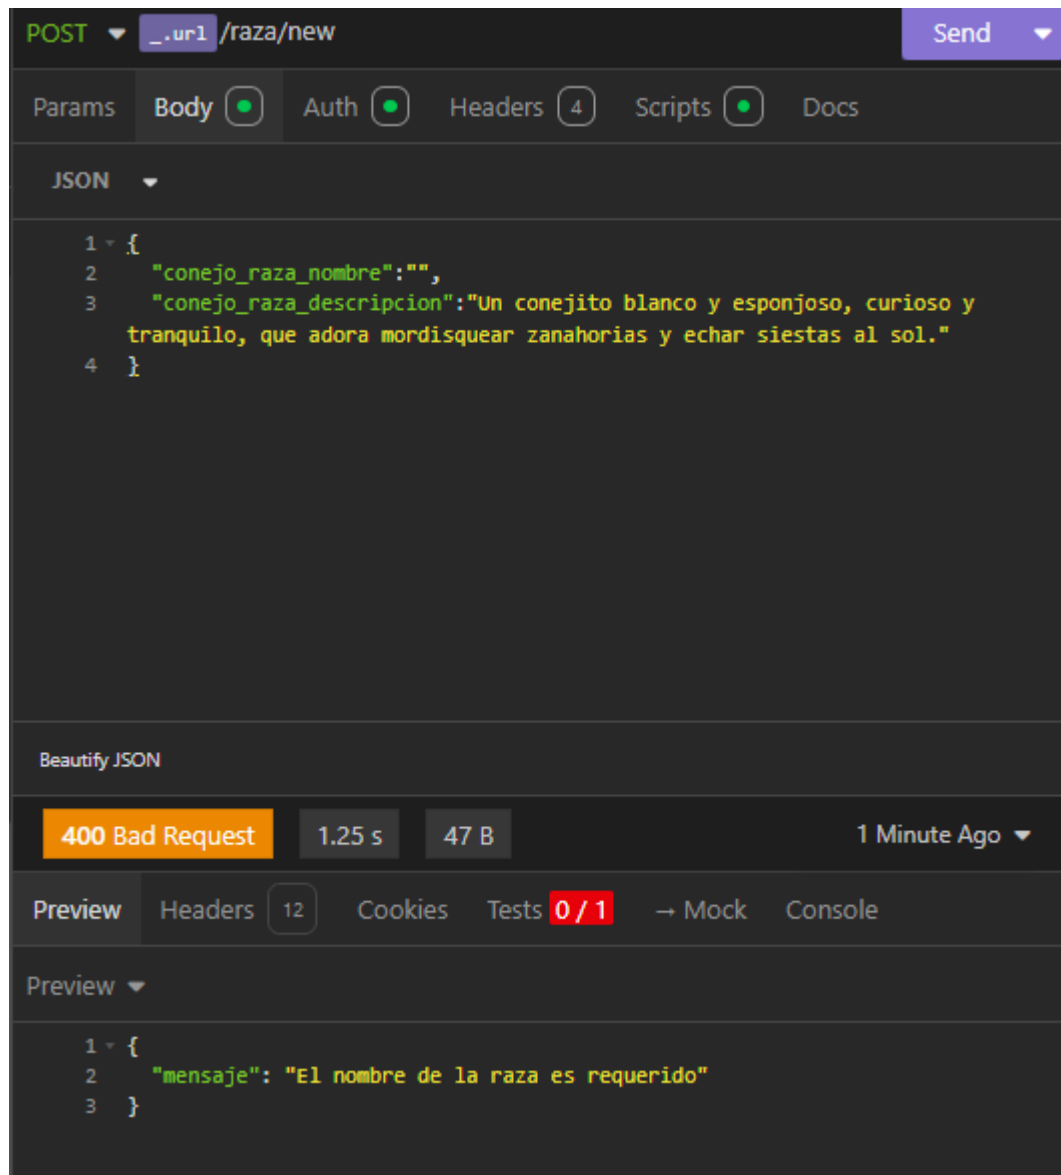 POST _.url /raza/new Send
Params Body Auth Headers 4 Scripts Docs
JSON
1 {
2 "conejo_raza_nombre":"",
3 "conejo_raza_descripcion":"Un conejito blanco y esponjoso, curioso y
tranquilo, que adora mordisquear zanahorias y echar siestas al sol."
4 }
Beautify JSON
400 Bad Request 1.25 s 47 B 1 Minute Ago
Preview Headers 12 Cookies Tests 0 / 1 → Mock Console
Preview
1 {
2 "mensaje": "El nombre de la raza es requerido"
3 }